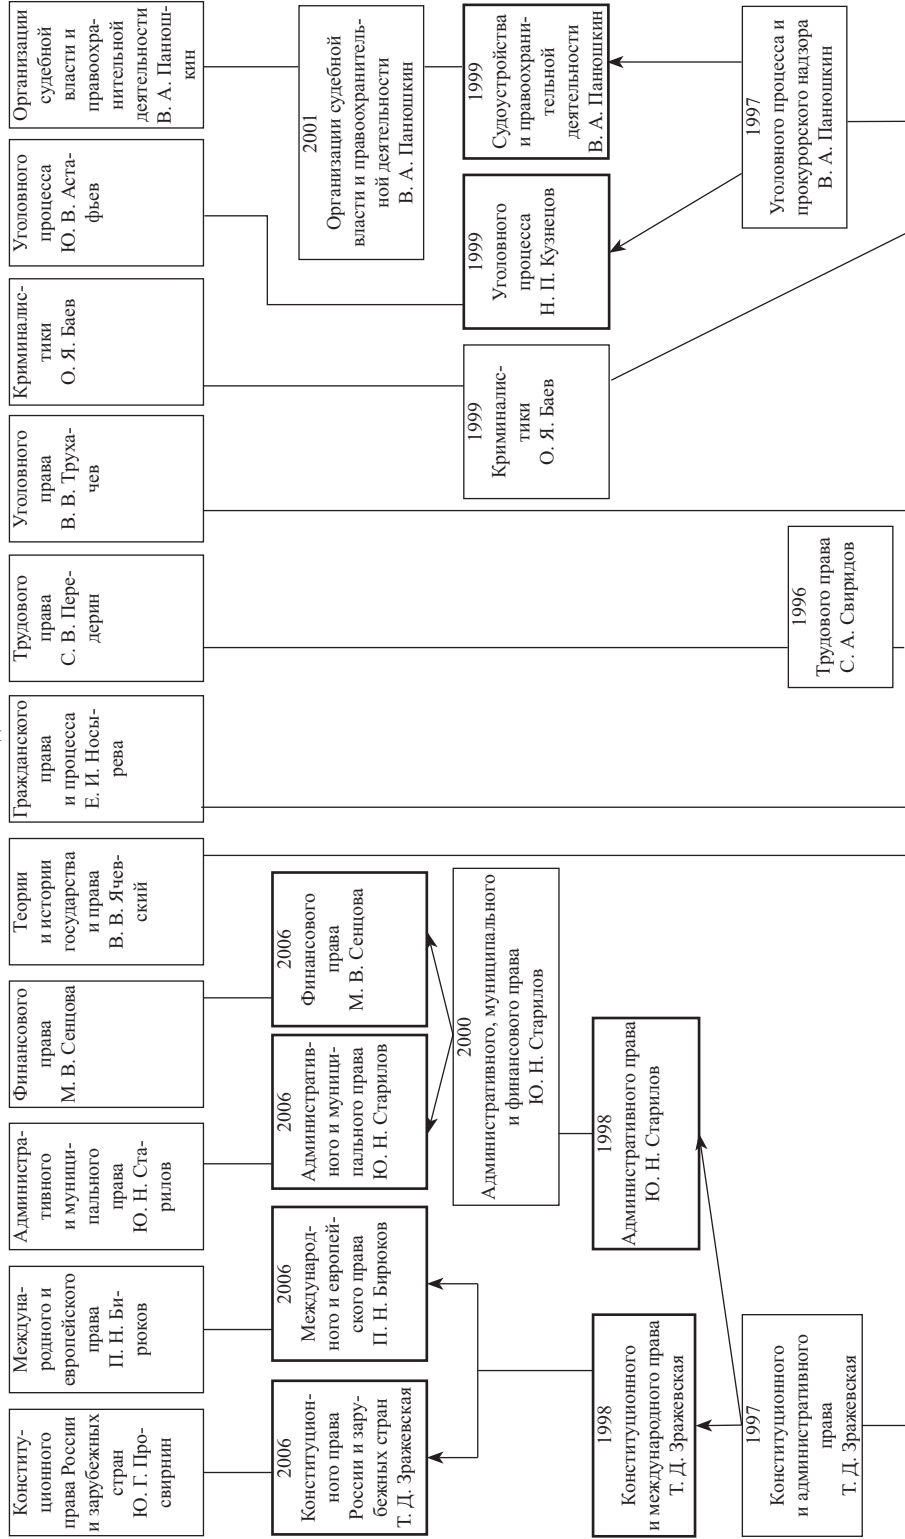 Конститу-
ционного
права России
и зарубежных
стран
Ю. Г. Про-
свирнин
Междуна-
родного и
европейского
права
П. Н. Би-
рюков
Администра-
тивного
и муници-
пального
права
Ю. Н. Ста-
рилов
Финансового
права
М. В. Сенцова
Теории
и истории
государства
и права
В. В. Ячев-
ский
Гражданского
права
и процесса
Е. И. Носы-
рева
Трудового
права
С. В. Пере-
дерин
Уголовного
права
В. В. Труха-
чев
Криминалис-
тики
О. Я. Баев
Уголовного
процесса
Ю. В. Аста-
фьев
Организации
судебной
власти и
правоохра-
нительной
деятельности
В. А. Панюш-
кин
2006
Конституцион-
ного права
России и зару-
бежных стран
Т. Д. Зражевская
2006
Международ-
ного и европей-
ского права
П. Н. Бирюков
2006
Административ-
ного и муници-
пального права
Ю. Н. Старилов
2006
Финансового
права
М. В. Сенцова
2001
Организации судебной
власти и правоохранитель-
ной деятельности
В. А. Панюшкин
2000
Административного, муниципального
и финансового права
Ю. Н. Старилов
1999
Криминалис-
тики
О. Я. Баев
1999
Уголовного
процесса
Н. П. Кузнецов
1999
Судоустройства
и правоохрани-
тельной
деятельности
В. А. Панюшкин
1998
Конституционного
и международного права
Т. Д. Зражевская
1998
Административного права
Ю. Н. Старилов
1997
Конституционного
и административного
права
Т. Д. Зражевская
1996
Трудового права
С. А. Свиридов
1997
Уголовного процесса и
прокурорского надзора
В. А. Панюшкин